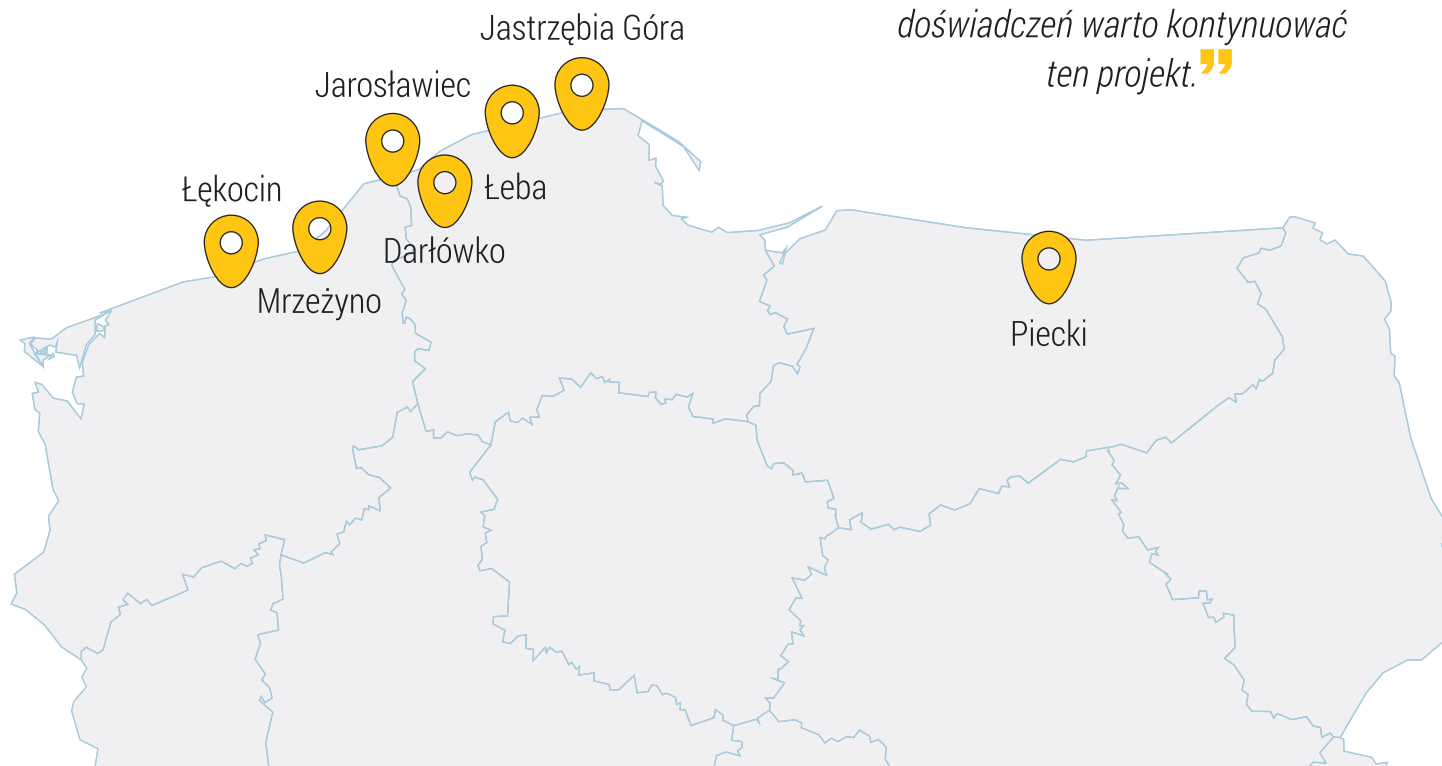 doświadczeń warto kontynuować
ten projekt.”
Jastrzębia Góra
Jarosławiec
Łękocin
Łeba
Darłówko
Mrzeżyno
Piecki